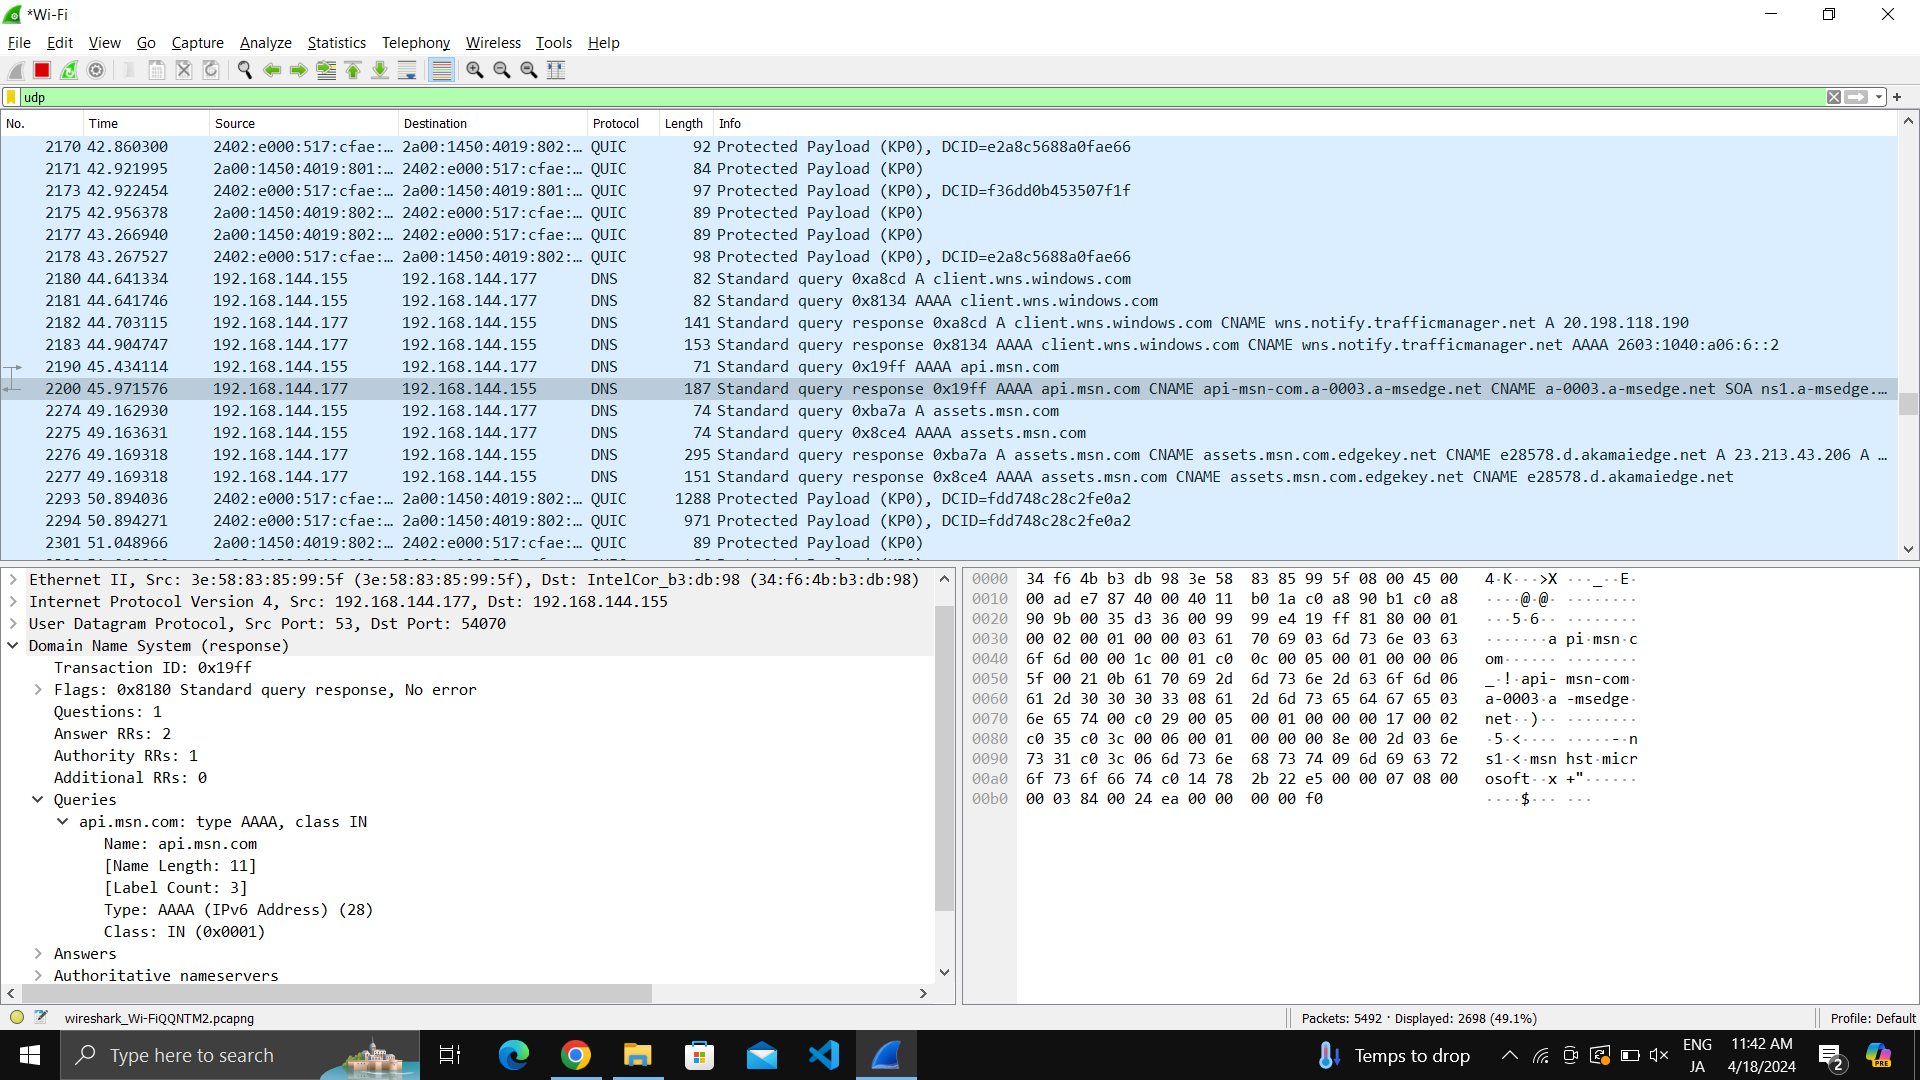 *Wi-Fi
File Edit View Go Capture Analyze Statistics Telephony Wireless Tools Help
udp
No. Time Source Destination Protocol Length Info
2170 42.860300 2402:e000:517:cfae:… 2a00:1450:4019:802:… QUIC 92 Protected Payload (KP0), DCID=e2a8c5688a0fae66
2171 42.921995 2a00:1450:4019:801:… 2402:e000:517:cfae:… QUIC 84 Protected Payload (KP0)
2173 42.922454 2402:e000:517:cfae:… 2a00:1450:4019:801:… QUIC 97 Protected Payload (KP0), DCID=f36dd0b453507f1f
2175 42.956378 2a00:1450:4019:802:… 2402:e000:517:cfae:… QUIC 89 Protected Payload (KP0)
2177 43.266940 2a00:1450:4019:802:… 2402:e000:517:cfae:… QUIC 89 Protected Payload (KP0)
2178 43.267527 2402:e000:517:cfae:… 2a00:1450:4019:802:… QUIC 98 Protected Payload (KP0), DCID=e2a8c5688a0fae66
2180 44.641334 192.168.144.155 192.168.144.177 DNS 82 Standard query 0xa8cd A client.wns.windows.com
2181 44.641746 192.168.144.155 192.168.144.177 DNS 82 Standard query 0x8134 AAAA client.wns.windows.com
2182 44.703115 192.168.144.177 192.168.144.155 DNS 141 Standard query response 0xa8cd A client.wns.windows.com CNAME wns.notify.trafficmanager.net A 20.198.118.190
2183 44.904747 192.168.144.177 192.168.144.155 DNS 153 Standard query response 0x8134 AAAA client.wns.windows.com CNAME wns.notify.trafficmanager.net AAAA 2603:1040:a06:6::2
2190 45.434114 192.168.144.155 192.168.144.177 DNS 71 Standard query 0x19ff AAAA api.msn.com
2200 45.971576 192.168.144.177 192.168.144.155 DNS 187 Standard query response 0x19ff AAAA api.msn.com CNAME api-msn-com.a-0003.a-msedge.net CNAME a-0003.a-msedge.net SOA ns1.a-msedge.…
2274 49.162930 192.168.144.155 192.168.144.177 DNS 74 Standard query 0xba7a A assets.msn.com
2275 49.163631 192.168.144.155 192.168.144.177 DNS 74 Standard query 0x8ce4 AAAA assets.msn.com
2276 49.169318 192.168.144.177 192.168.144.155 DNS 295 Standard query response 0xba7a A assets.msn.com CNAME assets.msn.com.edgekey.net CNAME e28578.d.akamaiedge.net A 23.213.43.206 A …
2277 49.169318 192.168.144.177 192.168.144.155 DNS 151 Standard query response 0x8ce4 AAAA assets.msn.com CNAME assets.msn.com.edgekey.net CNAME e28578.d.akamaiedge.net
2293 50.894036 2402:e000:517:cfae:… 2a00:1450:4019:802:… QUIC 1288 Protected Payload (KP0), DCID=fdd748c28c2fe0a2
2294 50.894271 2402:e000:517:cfae:… 2a00:1450:4019:802:… QUIC 971 Protected Payload (KP0), DCID=fdd748c28c2fe0a2
2301 51.048966 2a00:1450:4019:802:… 2402:e000:517:cfae:… QUIC 89 Protected Payload (KP0)
Ethernet II, Src: 3e:58:83:85:99:5f (3e:58:83:85:99:5f), Dst: IntelCor_b3:db:98 (34:f6:4b:b3:db:98)
Internet Protocol Version 4, Src: 192.168.144.177, Dst: 192.168.144.155
User Datagram Protocol, Src Port: 53, Dst Port: 54070
Domain Name System (response)
Transaction ID: 0x19ff
Flags: 0x8180 Standard query response, No error
Questions: 1
Answer RRs: 2
Authority RRs: 1
Additional RRs: 0
Queries
api.msn.com: type AAAA, class IN
Name: api.msn.com
[Name Length: 11]
[Label Count: 3]
Type: AAAA (IPv6 Address) (28)
Class: IN (0x0001)
Answers
Authoritative nameservers
0000 34 f6 4b b3 db 98 3e 58 83 85 99 5f 08 00 45 00 4·K···>X ···_··E·
0010 00 ad e7 87 40 00 40 11 b0 1a c0 a8 90 b1 c0 a8 ····@·@· ········
0020 90 9b 00 35 d3 36 00 99 99 e4 19 ff 81 80 00 01 ···5·6·· ········
0030 00 02 00 01 00 00 03 61 70 69 03 6d 73 6e 03 63 ·······a pi·msn·c
0040 6f 6d 00 00 1c 00 01 c0 0c 00 05 00 01 00 00 06 om······ ········
0050 5f 00 21 0b 61 70 69 2d 6d 73 6e 2d 63 6f 6d 06 _·!·api- msn-com·
0060 61 2d 30 30 30 33 08 61 2d 6d 73 65 64 67 65 03 a-0003·a -msedge·
0070 6e 65 74 00 c0 29 00 05 00 01 00 00 00 17 00 02 net··)·· ········
0080 c0 35 c0 3c 00 06 00 01 00 00 00 8e 00 2d 03 6e ·5·<···· ·····-·n
0090 73 31 c0 3c 06 6d 73 6e 68 73 74 09 6d 69 63 72 s1·<·msn hst·micr
00a0 6f 73 6f 66 74 c0 14 78 2b 22 e5 00 00 07 08 00 osoft··x +"······
00b0 00 03 84 00 24 ea 00 00 00 00 f0 ····$··· ···
wireshark_Wi-FiQQNTM2.pcapng
Packets: 5492 · Displayed: 2698 (49.1%)
Profile: Default
Type here to search
Temps to drop
ENG
JA
11:42 AM
4/18/2024
2
PRE